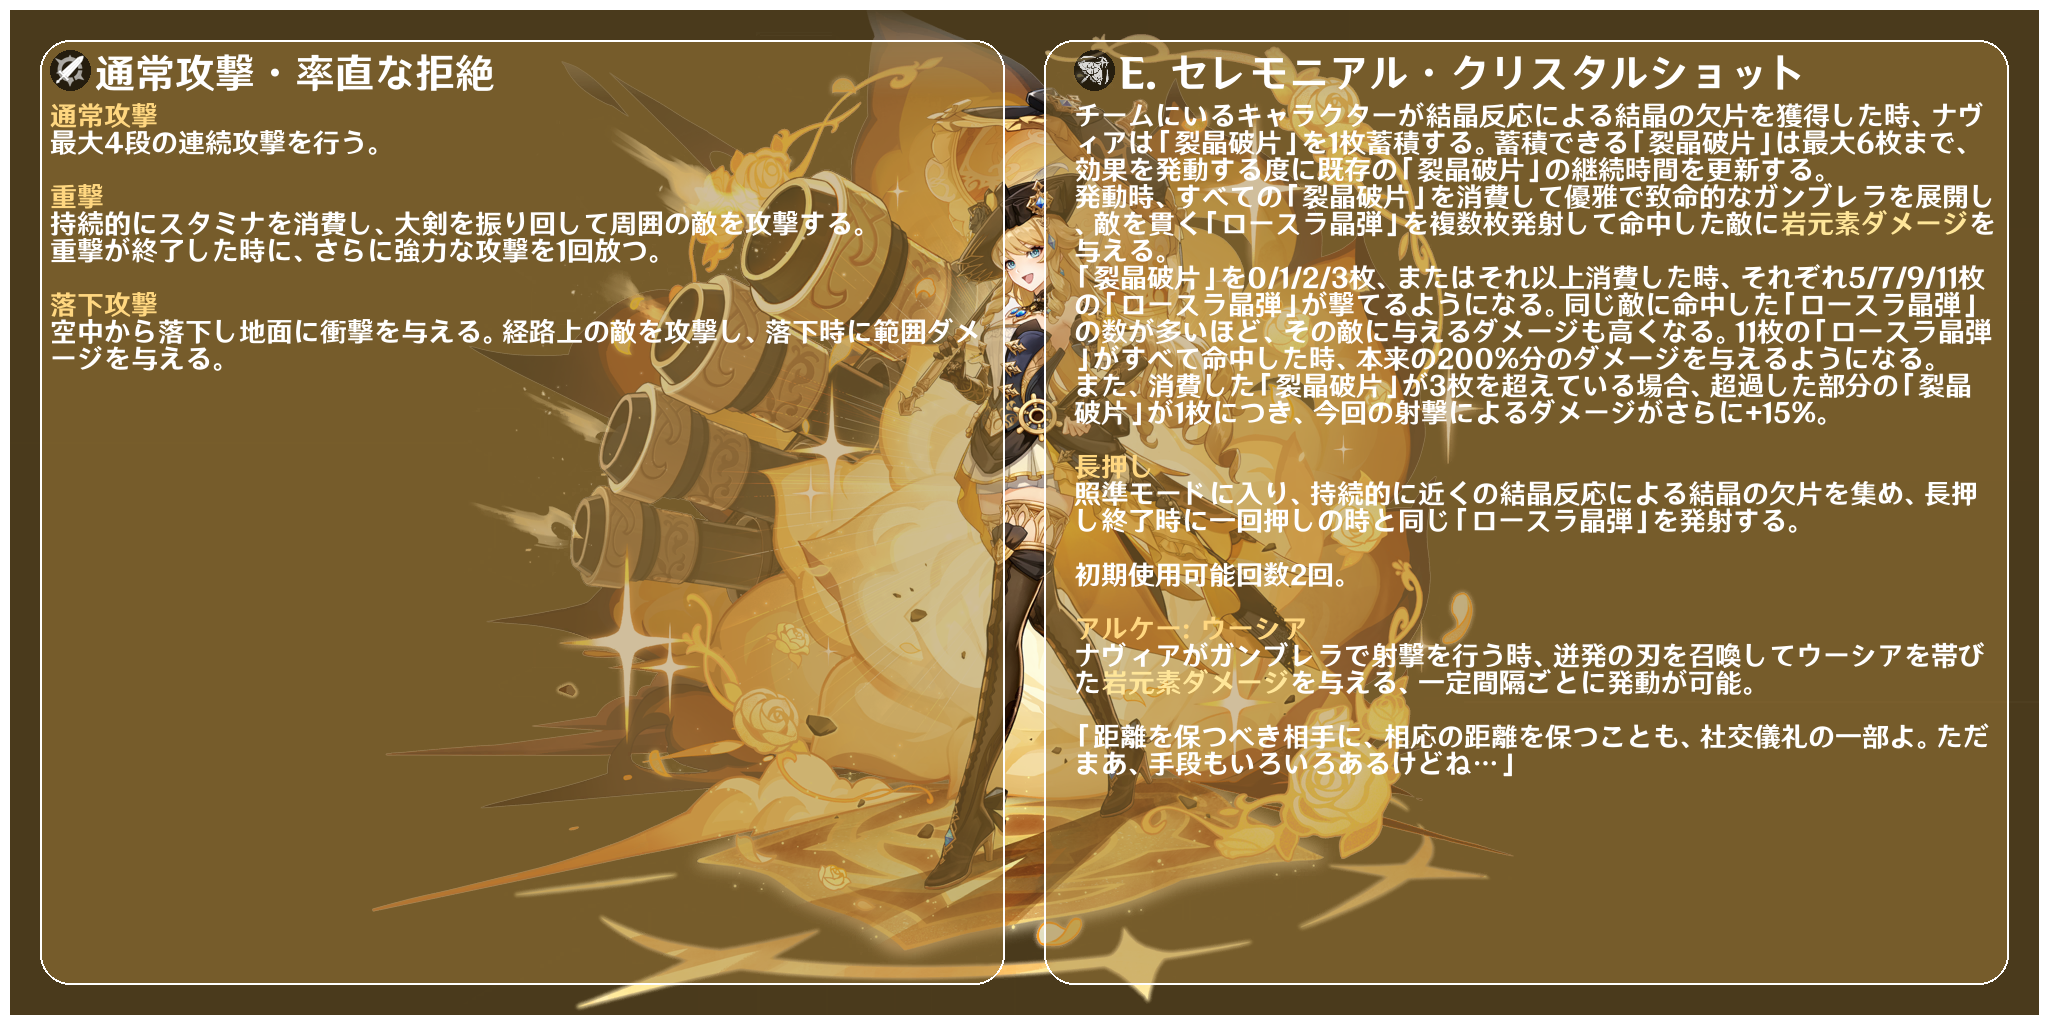 通常攻撃・率直な拒絶
通常攻撃
最大4段の連続攻撃を行う。
重撃
持続的にスタミナを消費し、大剣を振り回して周囲の敵を攻撃する。
重撃が終了した時に、さらに強力な攻撃を1回放つ。
落下攻撃
空中から落下し地面に衝撃を与える。経路上の敵を攻撃し、落下時に範囲ダメ
ージを与える。
E. セレモニアル・クリスタルショット
チームにいるキャラクターが結晶反応による結晶の欠片を獲得した時、ナヴ
ィアは「裂晶破片」を1枚蓄積する。蓄積できる「裂晶破片」は最大6枚まで、
効果を発動する度に既存の「裂晶破片」の継続時間を更新する。
発動時、すべての「裂晶破片」を消費して優雅で致命的なガンブレラを展開し
、敵を貫く「ロースラ晶弾」を複数枚発射して命中した敵に岩元素ダメージを
与える。
「裂晶破片」を0/1/2/3枚、またはそれ以上消費した時、それぞれ5/7/9/11枚
の「ロースラ晶弾」が撃てるようになる。同じ敵に命中した「ロースラ晶弾」
の数が多いほど、その敵に与えるダメージも高くなる。11枚の「ロースラ晶弾
」がすべて命中した時、本来の200%分のダメージを与えるようになる。
また、消費した「裂晶破片」が3枚を超えている場合、超過した部分の「裂晶
破片」が1枚につき、今回の射撃によるダメージがさらに+15%。
長押し
照準モードに入り、持続的に近くの結晶反応による結晶の欠片を集め、長押
し終了時に一回押しの時と同じ「ロースラ晶弾」を発射する。
初期使用可能回数2回。
アルケー: ウーシア
ナヴィアがガンブレラで射撃を行う時、迸発の刃を召喚してウーシアを帯び
た岩元素ダメージを与える、一定間隔ごとに発動が可能。
「距離を保つべき相手に、相応の距離を保つことも、社交儀礼の一部よ。ただ
まあ、手段もいろいろあるけどね…」